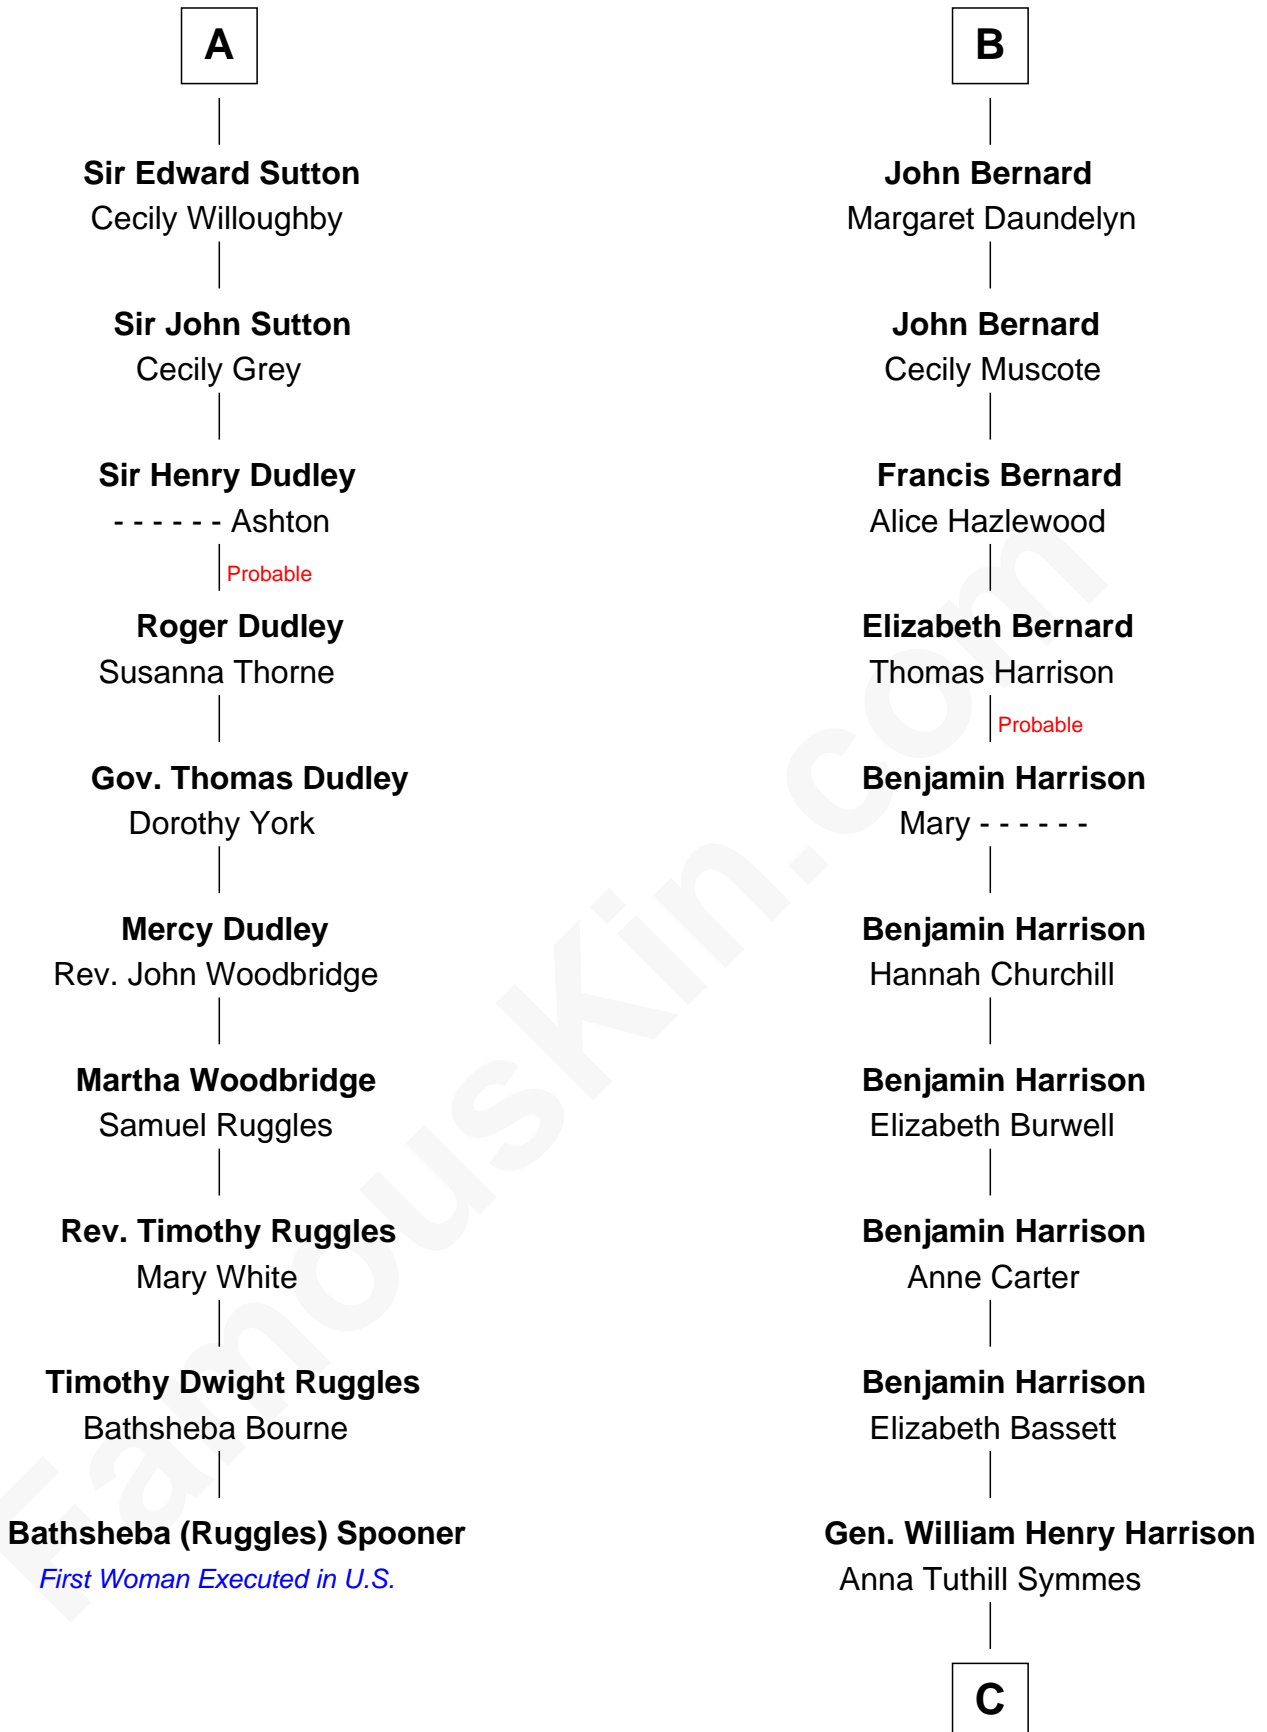 A
Sir Edward Sutton
Cecily Willoughby
Sir John Sutton
Cecily Grey
Sir Henry Dudley
- - - - - - Ashton
Probable
Roger Dudley
Susanna Thorne
Gov. Thomas Dudley
Dorothy York
Mercy Dudley
Rev. John Woodbridge
Martha Woodbridge
Samuel Ruggles
Rev. Timothy Ruggles
Mary White
Timothy Dwight Ruggles
Bathsheba Bourne
Bathsheba (Ruggles) Spooner
First Woman Executed in U.S.
B
John Bernard
Margaret Daundelyn
John Bernard
Cecily Muscote
Francis Bernard
Alice Hazlewood
Elizabeth Bernard
Thomas Harrison
Probable
Benjamin Harrison
Mary - - - - - -
Benjamin Harrison
Hannah Churchill
Benjamin Harrison
Elizabeth Burwell
Benjamin Harrison
Anne Carter
Benjamin Harrison
Elizabeth Bassett
Gen. William Henry Harrison
Anna Tuthill Symmes
C
FamousKin.com